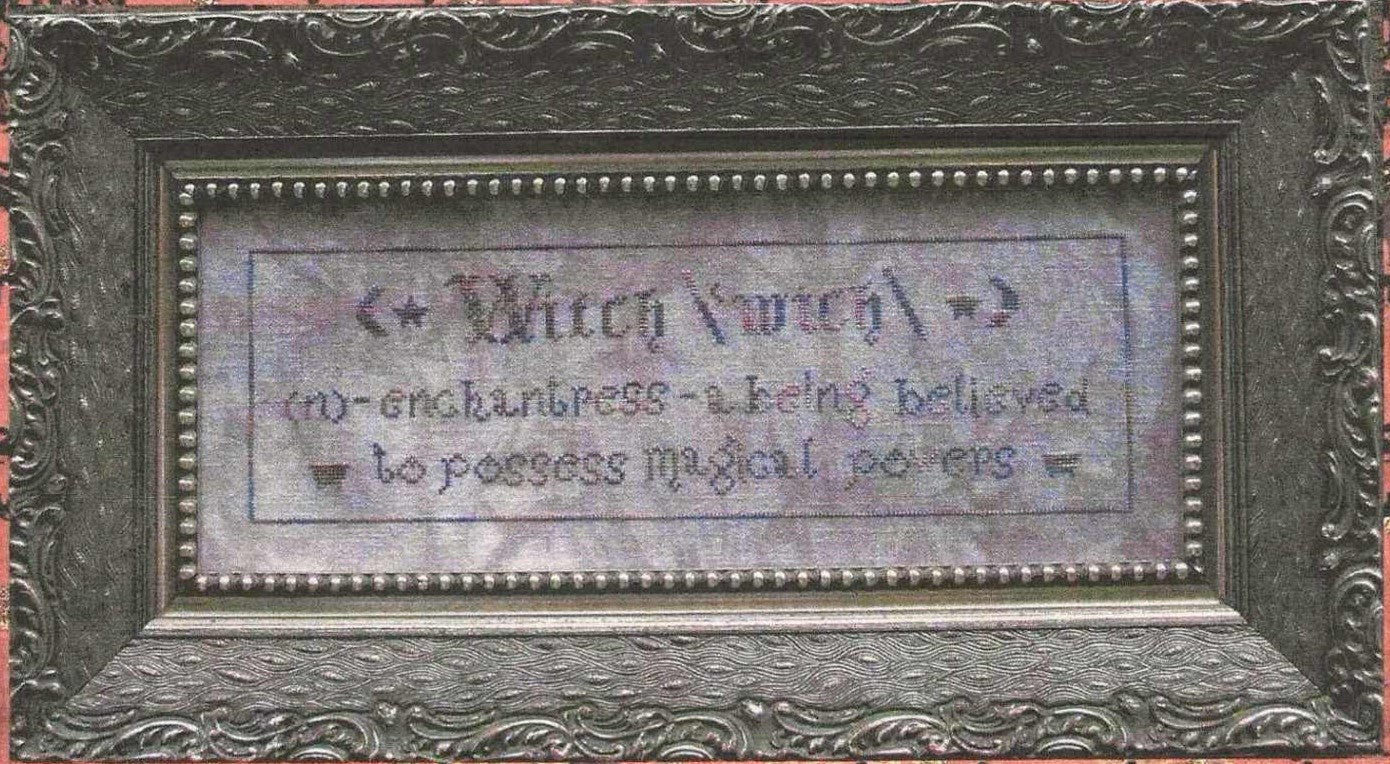 Witch \'wich\
(n)-enchantress-a being believed
to possess magical powers